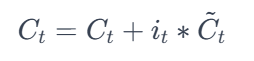 $C_t = C_t + i_t * \tilde{C}_t$